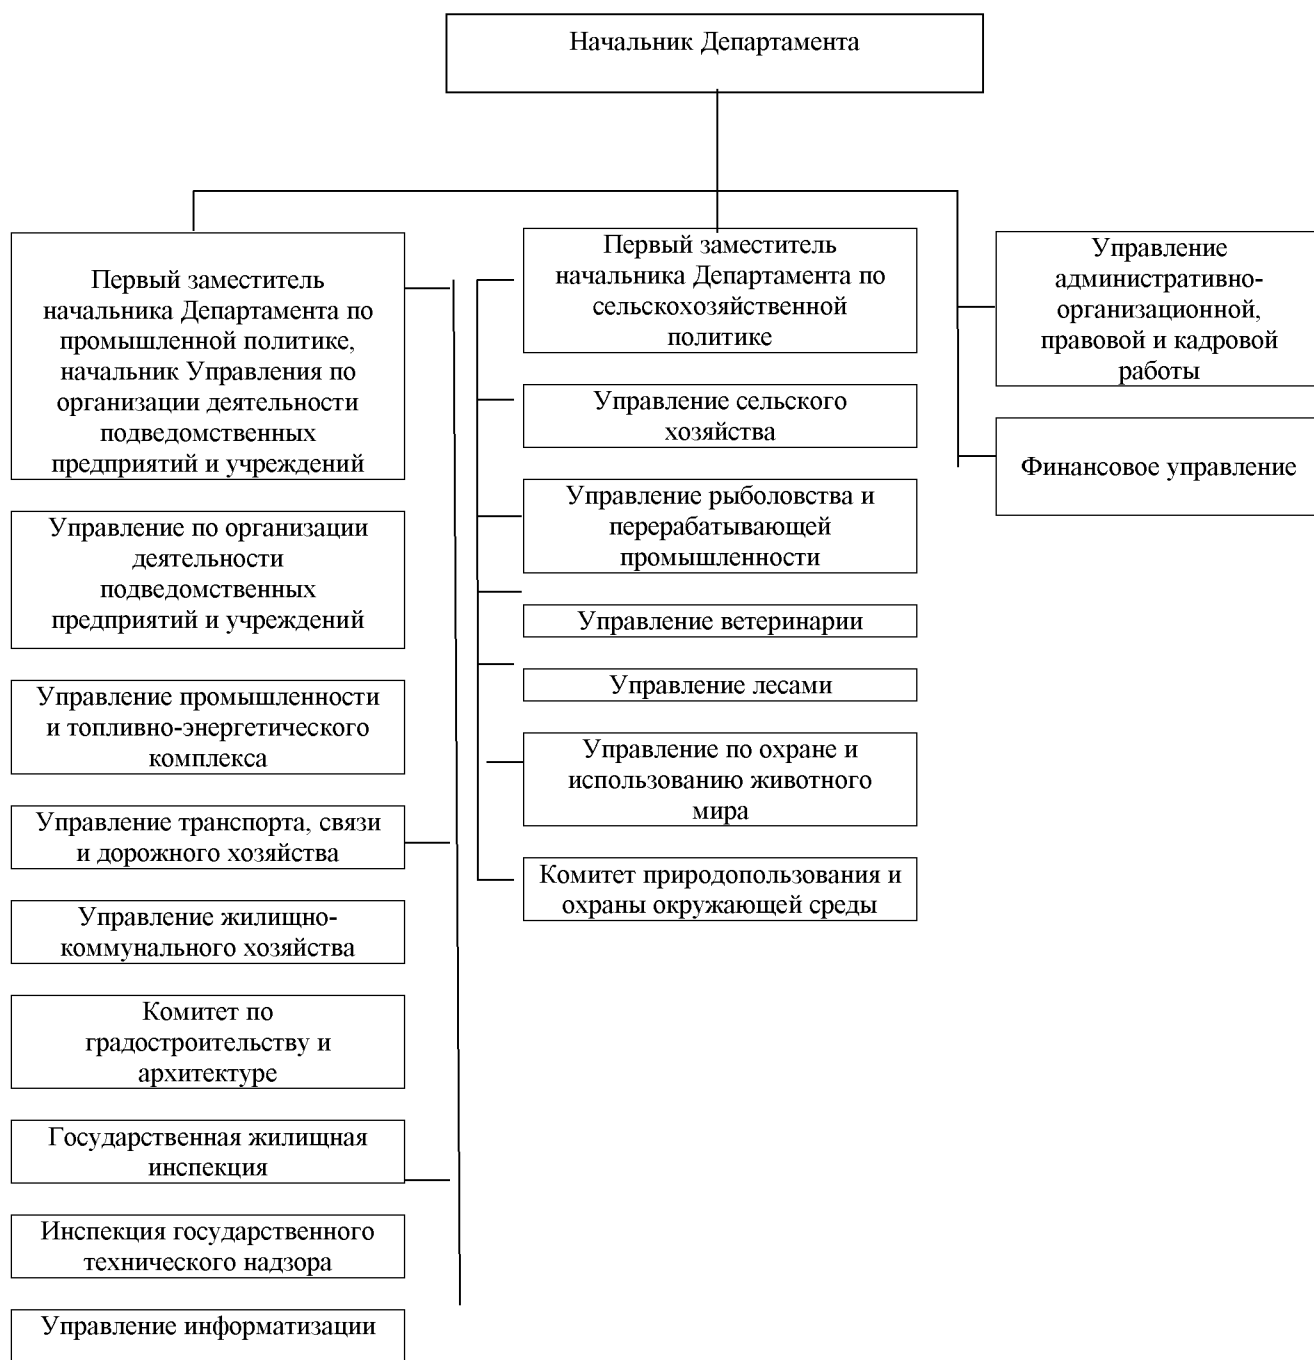 Начальник Департамента
Первый заместитель
начальника Департамента по
промышленной политике,
начальник Управления по
организации деятельности
подведомственных
предприятий и учреждений
Управление по организации
деятельности
подведомственных
предприятий и учреждений
Управление промышленности
и топливно-энергетического
комплекса
Управление транспорта, связи
и дорожного хозяйства
Управление жилищно-
коммунального хозяйства
Комитет по
градостроительству и
архитектуре
Государственная жилищная
инспекция
Инспекция государственного
технического надзора
Управление информатизации
Первый заместитель
начальника Департамента по
сельскохозяйственной
политике
Управление сельского
хозяйства
Управление рыболовства и
перерабатывающей
промышленности
Управление ветеринарии
Управление лесами
Управление по охране и
использованию животного
мира
Комитет природопользования и
охраны окружающей среды
Управление
административно-
организационной,
правовой и кадровой
работы
Финансовое управление